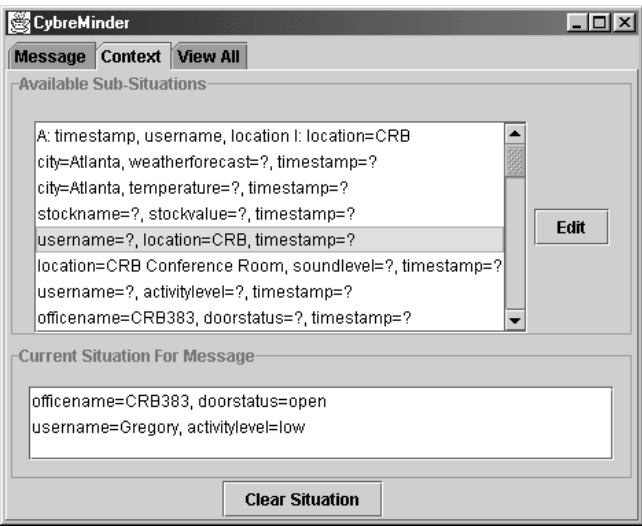 CybreMinder
Message Context View All
Available Sub-Situations
A: timestamp, username, location I: location=CRB
city=Atlanta, weatherforecast=?, timestamp=?
city=Atlanta, temperature=?, timestamp=?
stockname=?, stockvalue=?, timestamp=?
username=?, location=CRB, timestamp=?
location=CRB Conference Room, soundlevel=?, timestamp=?
username=?, activitylevel=?, timestamp=?
officename=CRB383, doorstatus=?, timestamp=?
Edit
Current Situation For Message
officename=CRB383, doorstatus=open
username=Gregory, activitylevel=low
Clear Situation